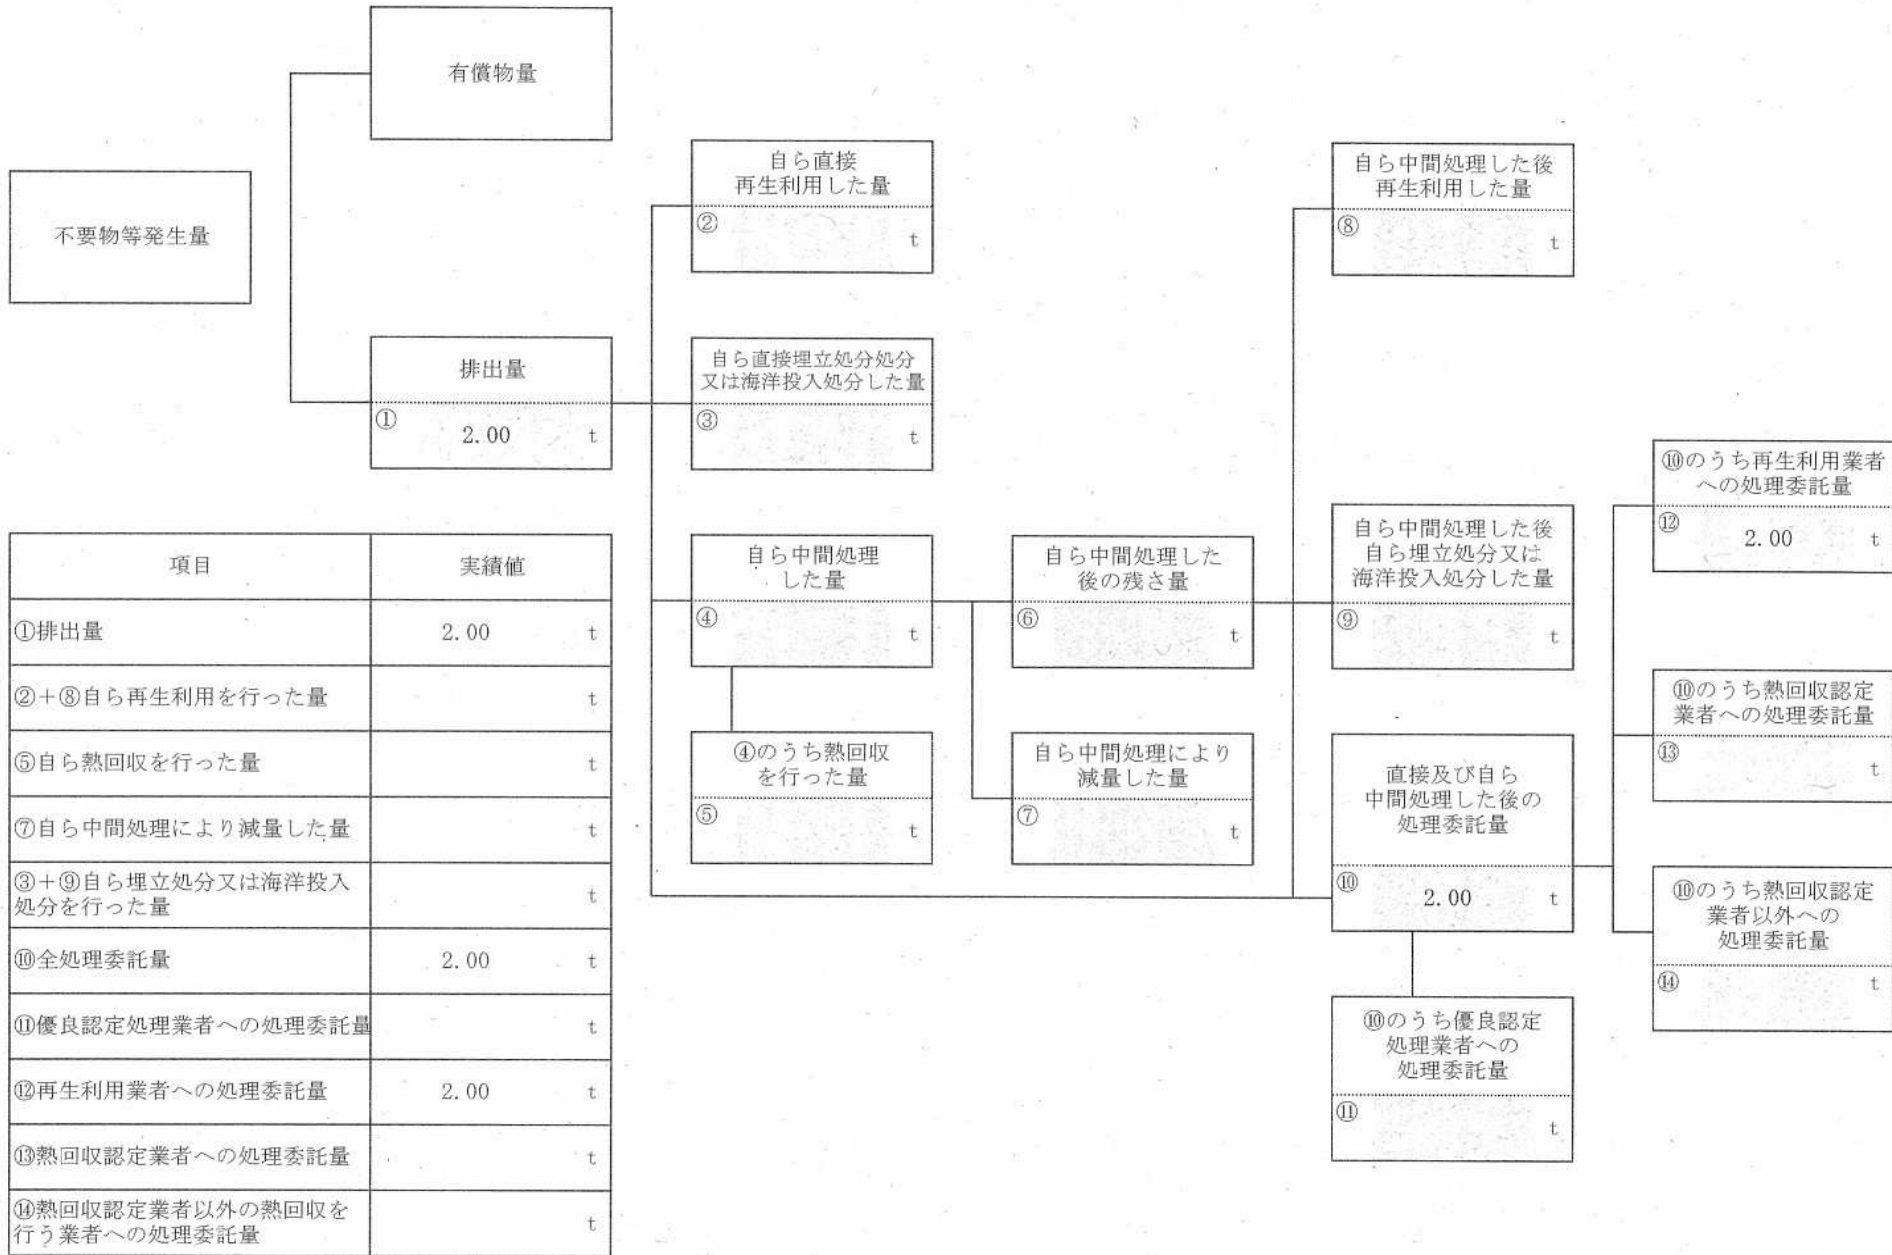 有償物量
不要物等発生量
排出量
① 2.00 t
自ら直接
再生利用した量
② t
自ら直接埋立処分処分
又は海洋投入処分した量
③ t
自ら中間処理
した量
④ t
④のうち熱回収
を行った量
⑤ t
自ら中間処理した
後の残さ量
⑥ t
自ら中間処理により
減量した量
⑦ t
自ら中間処理した後
再生利用した量
⑧ t
自ら中間処理した後
自ら埋立処分又は
海洋投入処分した量
⑨ t
直接及び自ら
中間処理した後の
処理委託量
⑩ 2.00 t
⑩のうち優良認定
処理業者への
処理委託量
⑪ t
⑩のうち再生利用業者
への処理委託量
⑫ 2.00 t
⑩のうち熱回収認定
業者への処理委託量
⑬ t
⑩のうち熱回収認定
業者以外への
処理委託量
⑭ t
項目 実績値
①排出量 2.00 t
②+⑧自ら再生利用を行った量 t
⑤自ら熱回収を行った量 t
⑦自ら中間処理により減量した量 t
③+⑨自ら埋立処分又は海洋投入
処分を行った量 t
⑩全処理委託量 2.00 t
⑪優良認定処理業者への処理委託量 t
⑫再生利用業者への処理委託量 2.00 t
⑬熱回収認定業者への処理委託量 t
⑭熱回収認定業者以外の熱回収を
行う業者への処理委託量 t